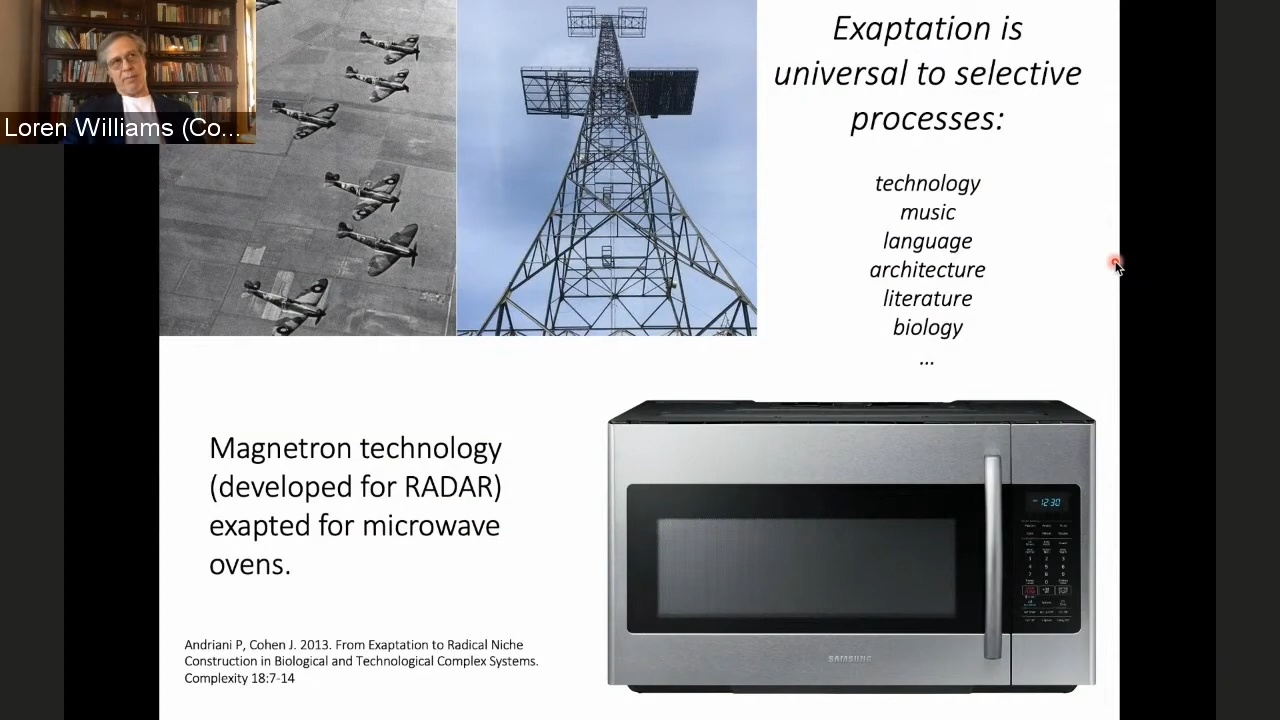 Loren Williams (Co...
Exaptation is
universal to selective
processes:
technology
music
language
architecture
literature
biology
...
Magnetron technology
(developed for RADAR)
exapted for microwave
ovens.
Andriani P, Cohen J. 2013. From Exaptation to Radical Niche
Construction in Biological and Technological Complex Systems.
Complexity 18:7-14
12:30
SAMSUNG